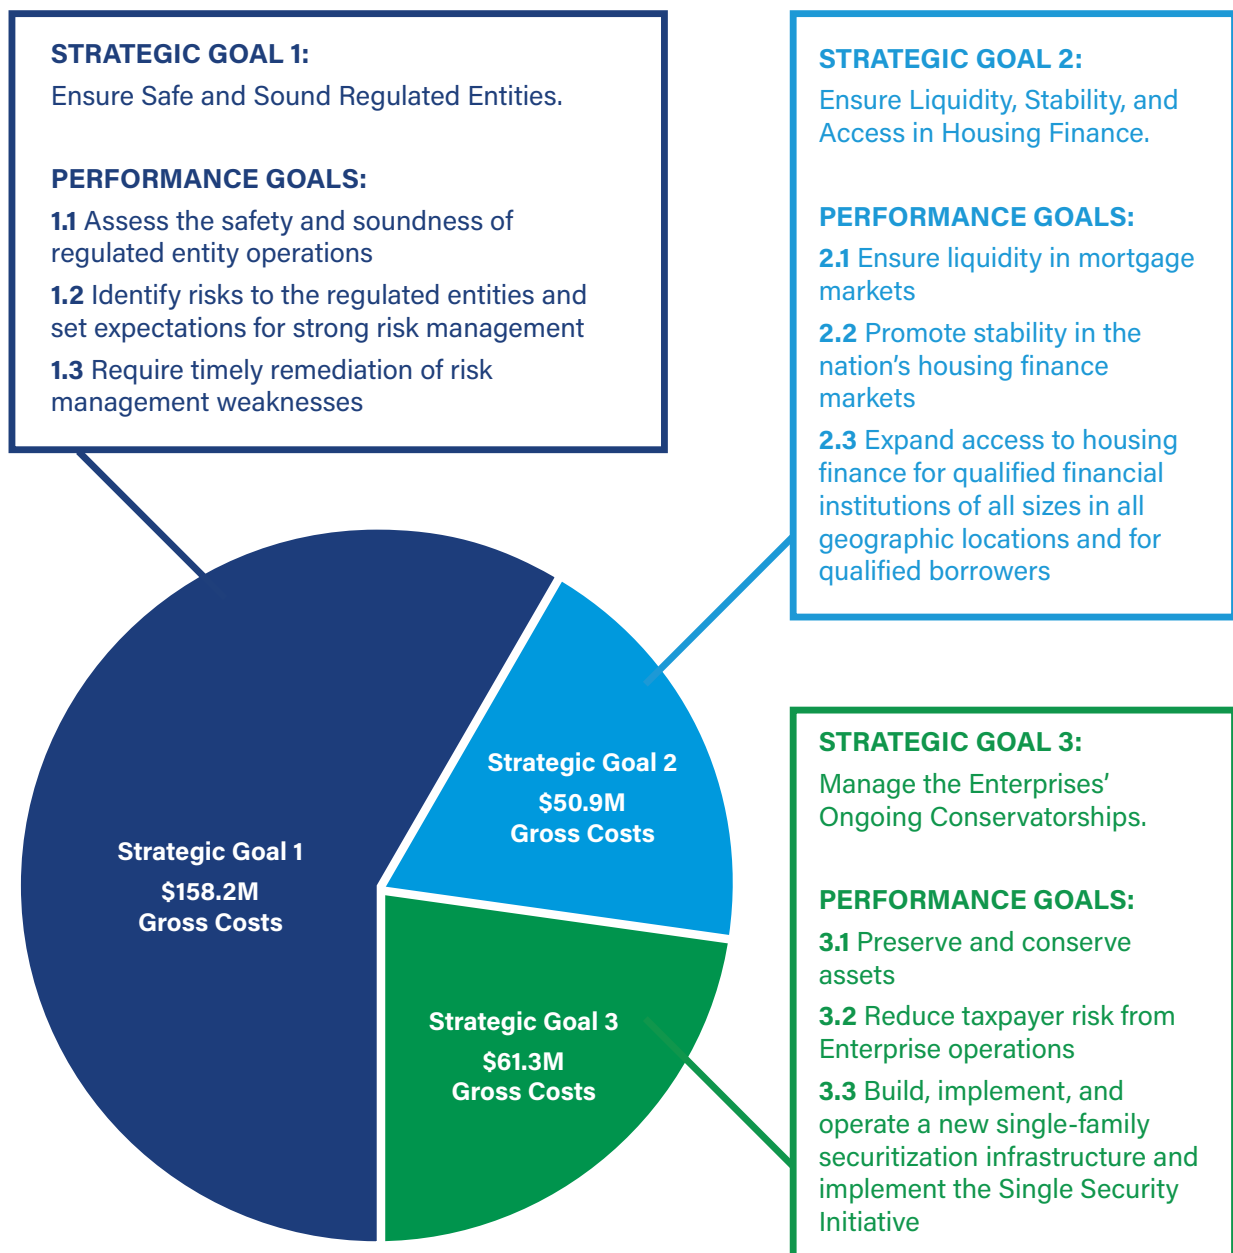 STRATEGIC GOAL 1:
Ensure Safe and Sound Regulated Entities.
PERFORMANCE GOALS:
1.1 Assess the safety and soundness of
regulated entity operations
1.2 Identify risks to the regulated entities and
set expectations for strong risk management
1.3 Require timely remediation of risk
management weaknesses
STRATEGIC GOAL 2:
Ensure Liquidity, Stability, and
Access in Housing Finance.
PERFORMANCE GOALS:
2.1 Ensure liquidity in mortgage
markets
2.2 Promote stability in the
nation’s housing finance
markets
2.3 Expand access to housing
finance for qualified financial
institutions of all sizes in all
geographic locations and for
qualified borrowers
Strategic Goal 1
$158.2M
Gross Costs
Strategic Goal 2
$50.9M
Gross Costs
Strategic Goal 3
$61.3M
Gross Costs
STRATEGIC GOAL 3:
Manage the Enterprises’
Ongoing Conservatorships.
PERFORMANCE GOALS:
3.1 Preserve and conserve
assets
3.2 Reduce taxpayer risk from
Enterprise operations
3.3 Build, implement, and
operate a new single-family
securitization infrastructure and
implement the Single Security
Initiative